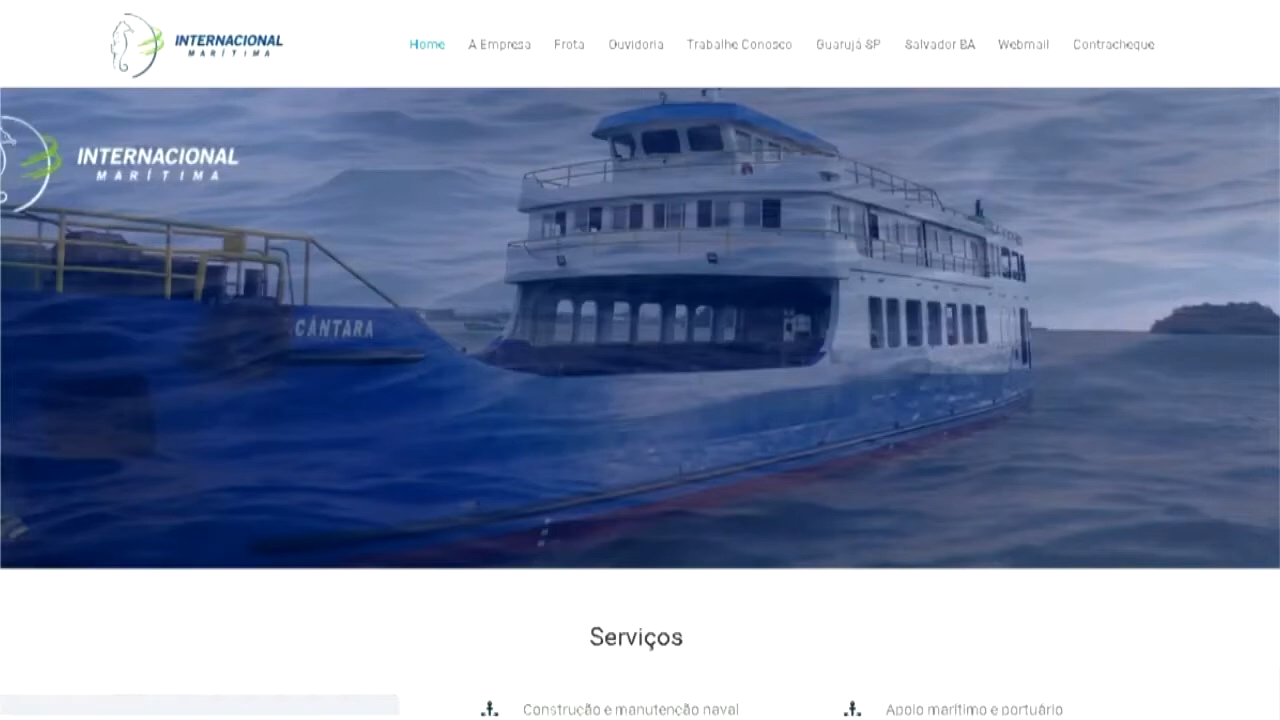 INTERNACIONAL
MARÍTIMA
Home A Empresa Frota Ouvidoria Trabalhe Conosco Guarujá SP Salvador BA Webmail Contracheque
INTERNACIONAL
MARÍTIMA
CÂNTARA
Serviços
Construção e manutenção naval
Apoio marítimo e portuário